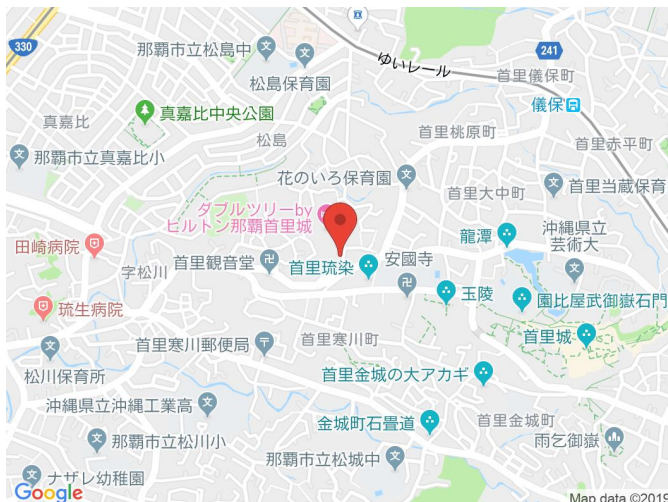 330
那覇市立松島中
松島保育園
241
ゆいレール
首里儀保町
儀保
真嘉比中央公園
真嘉比
松島
首里桃原町
首里赤平町
那覇市立真嘉比小
花のいろ保育園
首里大中町
首里当蔵保育
ダブルツリーby
ヒルトン那覇首里城
龍潭
沖縄県立
芸術大
田崎病院
字松川
首里観音堂
首里琉染
安國寺
玉陵
園比屋武御嶽石門
琉生病院
首里寒川町
首里城
首里寒川郵便局
松川保育所
首里金城の大アカギ
沖縄県立沖縄工業高
金城町石畳道
首里金城町
那覇市立松川小
雨乞御嶽
那覇市立松城中
ナザレ幼稚園
Google
Map data ©2019